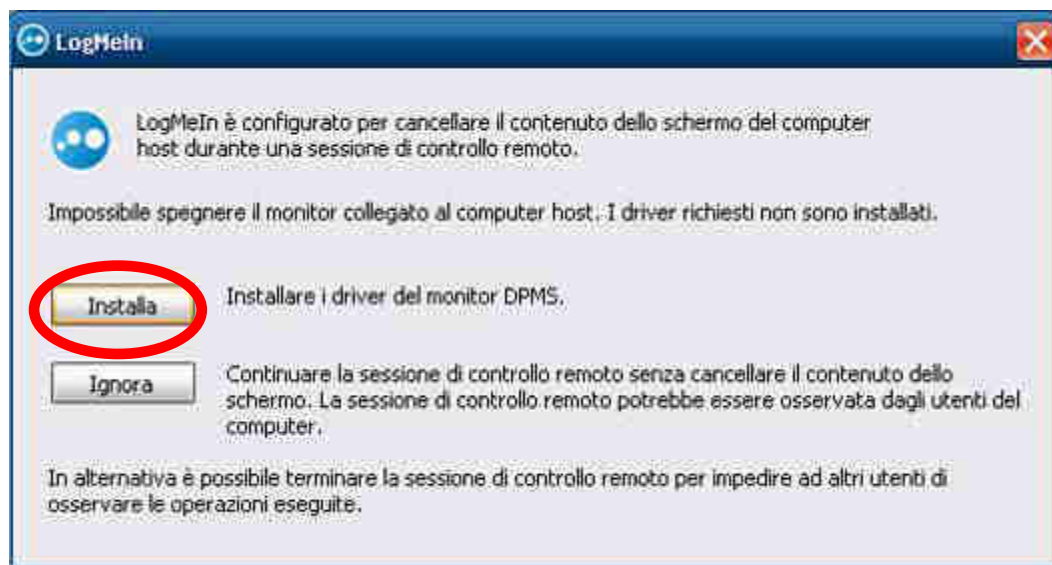 LogMeIn
LogMeIn è configurato per cancellare il contenuto dello schermo del computer
host durante una sessione di controllo remoto.
Impossibile spegnere il monitor collegato al computer host. I driver richiesti non sono installati.
Installa
Installare i driver del monitor DPMS.
Ignora
Continuare la sessione di controllo remoto senza cancellare il contenuto dello
schermo. La sessione di controllo remoto potrebbe essere osservata dagli utenti del
computer.
In alternativa è possibile terminare la sessione di controllo remoto per impedire ad altri utenti di
osservare le operazioni eseguite.